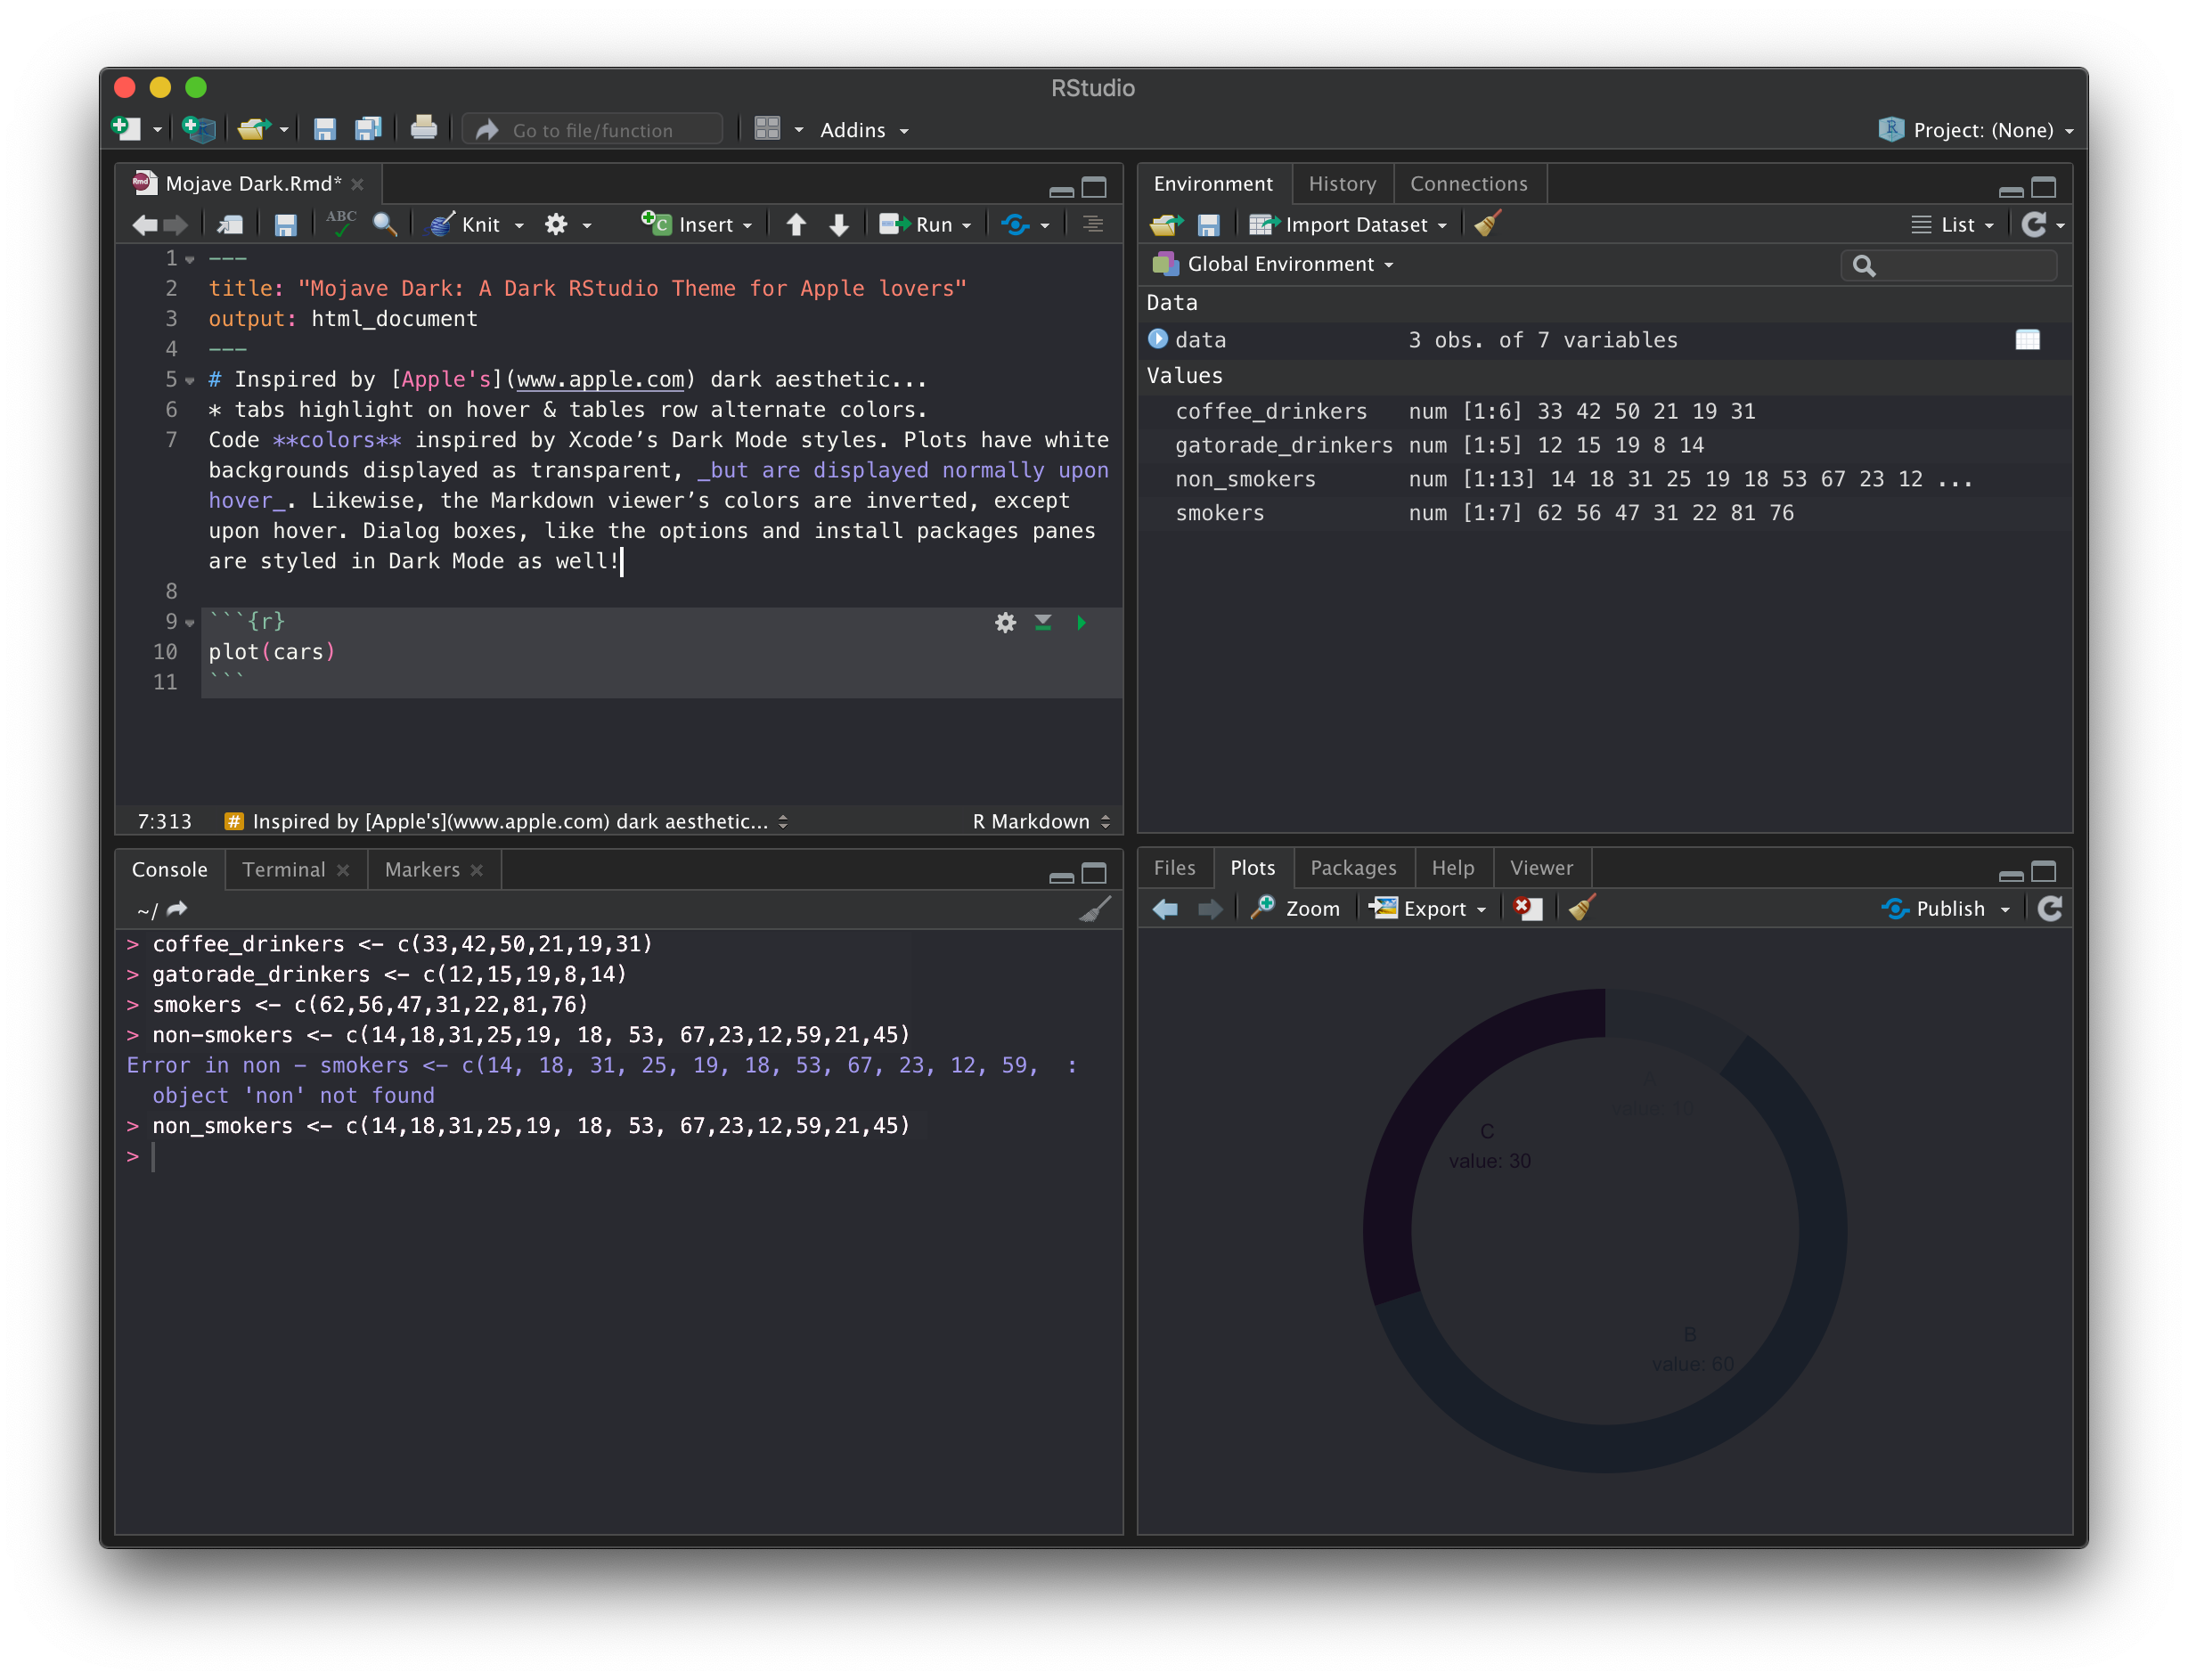 RStudio
Go to file/function
Addins
Project: (None)
Mojave Dark.Rmd*
ABC
Knit
Insert
Run
1 ---
2 title: "Mojave Dark: A Dark RStudio Theme for Apple lovers"
3 output: html_document
4 ---
5 # Inspired by [Apple's](www.apple.com) dark aesthetic...
6 * tabs highlight on hover & tables row alternate colors.
7 Code **colors** inspired by Xcode’s Dark Mode styles. Plots have white
backgrounds displayed as transparent, _but are displayed normally upon
hover_. Likewise, the Markdown viewer’s colors are inverted, except
upon hover. Dialog boxes, like the options and install packages panes
are styled in Dark Mode as well!
8
9 ```{r}
10 plot(cars)
11 ```
7:313 # Inspired by [Apple's](www.apple.com) dark aesthetic... R Markdown
Console Terminal Markers
~/
> coffee_drinkers <- c(33,42,50,21,19,31)
> gatorade_drinkers <- c(12,15,19,8,14)
> smokers <- c(62,56,47,31,22,81,76)
> non-smokers <- c(14,18,31,25,19, 18, 53, 67,23,12,59,21,45)
Error in non - smokers <- c(14, 18, 31, 25, 19, 18, 53, 67, 23, 12, 59,  :
object 'non' not found
> non_smokers <- c(14,18,31,25,19, 18, 53, 67,23,12,59,21,45)
>
Environment History Connections
Import Dataset List
Global Environment
Data
data 3 obs. of 7 variables
Values
coffee_drinkers num [1:6] 33 42 50 21 19 31
gatorade_drinkers num [1:5] 12 15 19 8 14
non_smokers num [1:13] 14 18 31 25 19 18 53 67 23 12 ...
smokers num [1:7] 62 56 47 31 22 81 76
Files Plots Packages Help Viewer
Zoom Export Publish
A
value: 10
C
value: 30
B
value: 60